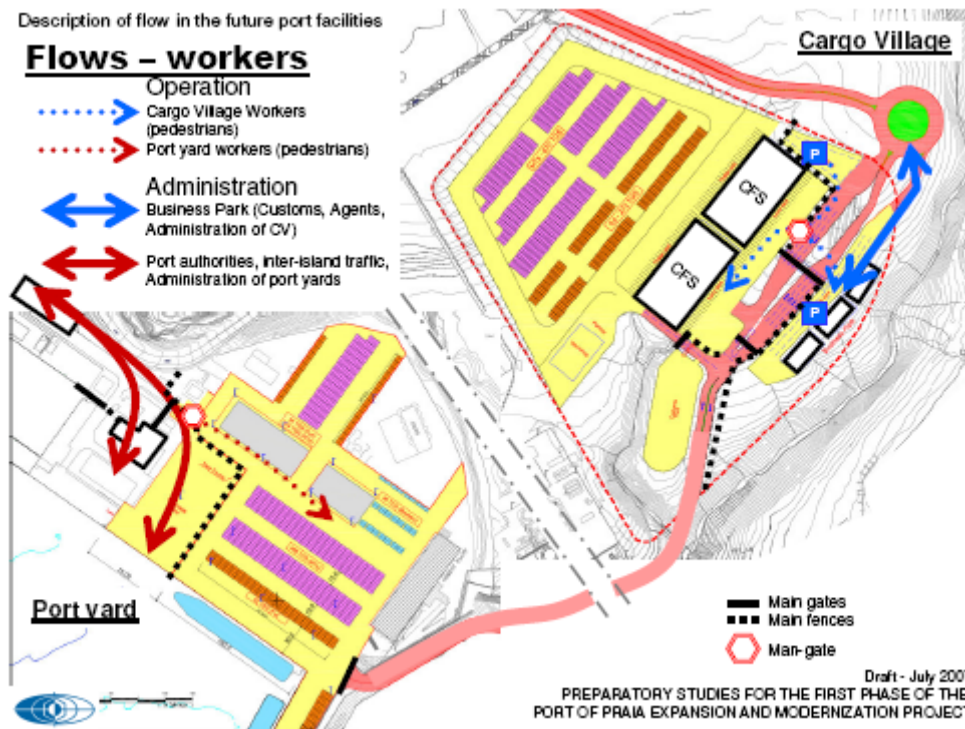 Description of flow in the future port facilities
Flows – workers
Operation
Cargo Village Workers
(pedestrians)
Port yard workers (pedestrians)
Administration
Business Park (Customs, Agents,
Administration of CV)
Port authorities, inter-island traffic,
Administration of port yards
Cargo Village
P
CFS
CFS
P
Port yard
Main gates
Main fences
Man-gate
Draft - July 2007
PREPARATORY STUDIES FOR THE FIRST PHASE OF THE
PORT OF PRAIA EXPANSION AND MODERNIZATION PROJECT